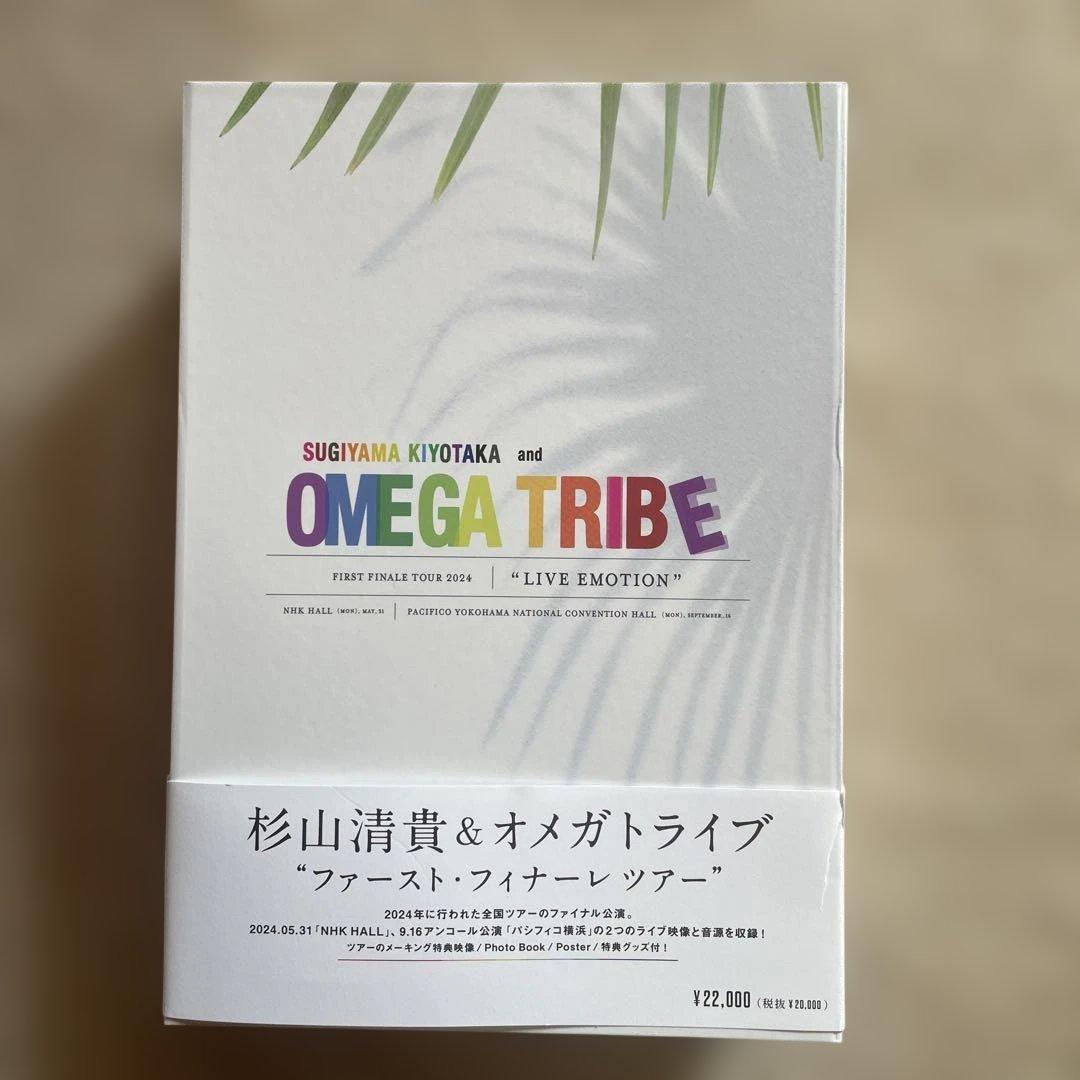 SUGIYAMA KIYOTAKA and
OMEGA TRIBE
FIRST FINALE TOUR 2024 | “LIVE EMOTION”
NHK HALL (MON), MAY, 31 | PACIFICO YOKOHAMA NATIONAL CONVENTION HALL (MON), SEPTEMBER, 16
杉山清貴&オメガトライブ
“ファースト・フィナーレ ツアー”
2024年に行われた全国ツアーのファイナル公演。
2024.05.31「NHK HALL」、9.16アンコール公演「パシフィコ横浜」の2つのライブ映像と音源を収録!
ツアーのメーキング特典映像/Photo Book/Poster/特典グッズ付!
¥22,000(税抜 ¥20,000)